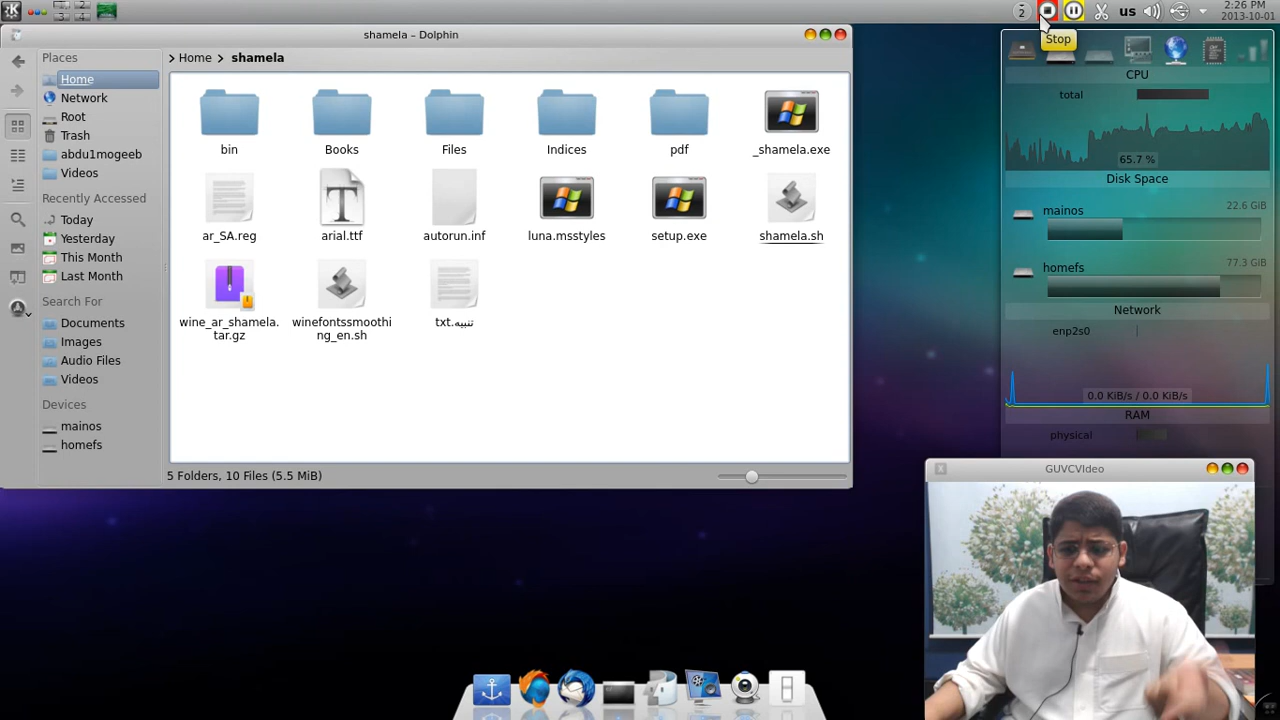 2
us
2:26 PM
2013-10-01
3
2
4
Stop
shamela – Dolphin
Places
Home
Network
Root
Trash
abdu1mogeeb
Videos
Recently Accessed
Today
Yesterday
This Month
Last Month
Search For
Documents
Images
Audio Files
Videos
Devices
mainos
homefs
Home
shamela
bin
Books
Files
Indices
pdf
_shamela.exe
ar_SA.reg
arial.ttf
autorun.inf
luna.msstyles
setup.exe
shamela.sh
wine_ar_shamela.
tar.gz
winefontssmoothi
ng_en.sh
تنبيه.txt
5 Folders, 10 Files (5.5 MiB)
CPU
total
65.7 %
Disk Space
mainos
22.6 GiB
homefs
77.3 GiB
Network
enp2s0
0.0 KiB/s / 0.0 KiB/s
RAM
physical
GUVCVIdeo